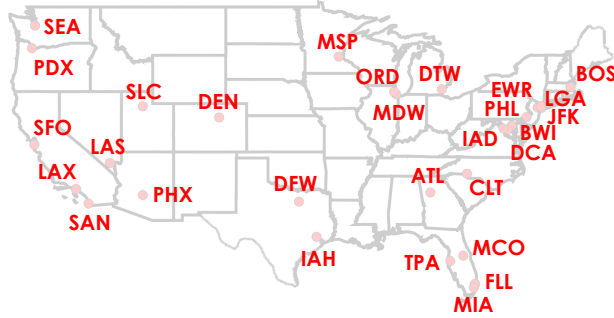 SEA
PDX
MSP
ORD
DTW
BOS
SLC
DEN
MDW
EWR
LGA
PHL
JFK
SFO
LAS
IAD
BWI
DCA
LAX
PHX
DFW
ATL
CLT
SAN
IAH
TPA
MCO
FLL
MIA